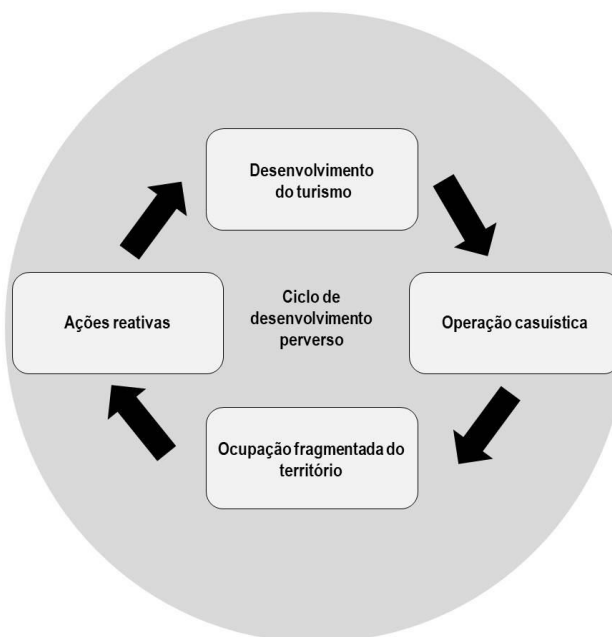 Desenvolvimento
do turismo
Ações reativas
Ciclo de
desenvolvimento
perverso
Operação casuística
Ocupação fragmentada do
território